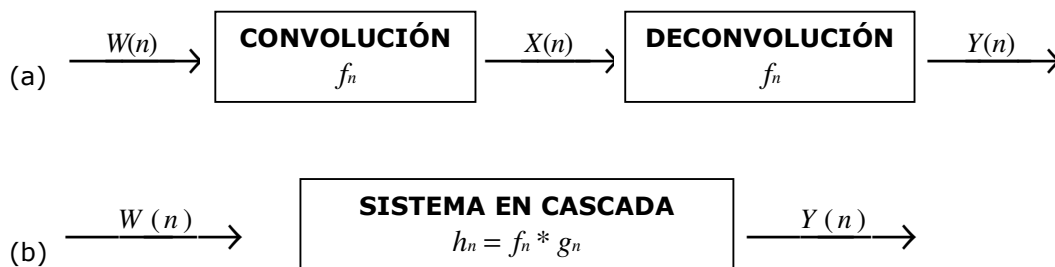 (a) W(n) CONVOLUCIÓN X(n) DECONVOLUCIÓN Y(n)
fn fn
(b) W (n) SISTEMA EN CASCADA Y (n)
hn = fn * gn